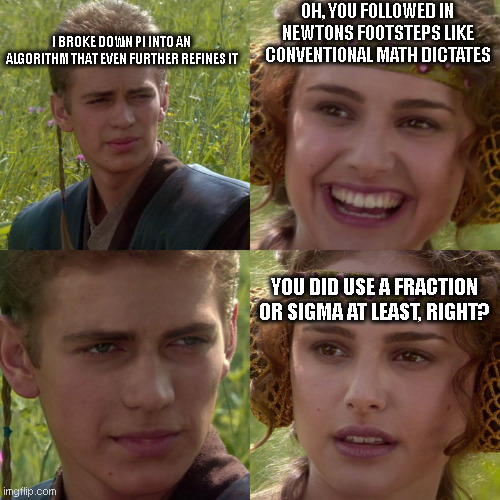 I BROKE DOWN PI INTO AN
ALGORITHM THAT EVEN FURTHER REFINES IT
OH, YOU FOLLOWED IN
NEWTONS FOOTSTEPS LIKE
CONVENTIONAL MATH DICTATES
YOU DID USE A FRACTION
OR SIGMA AT LEAST, RIGHT?
imgflip.com